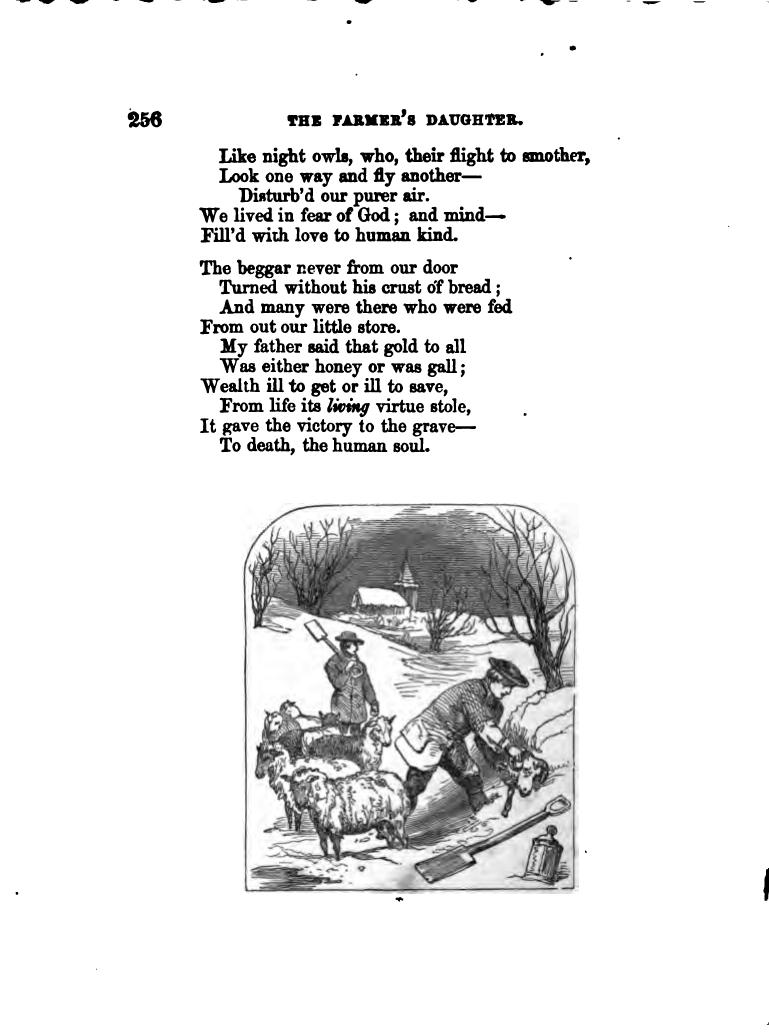 256 THE FARMER'S DAUGHTER.
Like night owls, who, their flight to smother,
Look one way and fly another—
Disturb'd our purer air.
We lived in fear of God; and mind—
Fill'd with love to human kind.
The beggar never from our door
Turned without his crust of bread;
And many were there who were fed
From out our little store.
My father said that gold to all
Was either honey or was gall;
Wealth ill to get or ill to save,
From life its living virtue stole,
It gave the victory to the grave—
To death, the human soul.